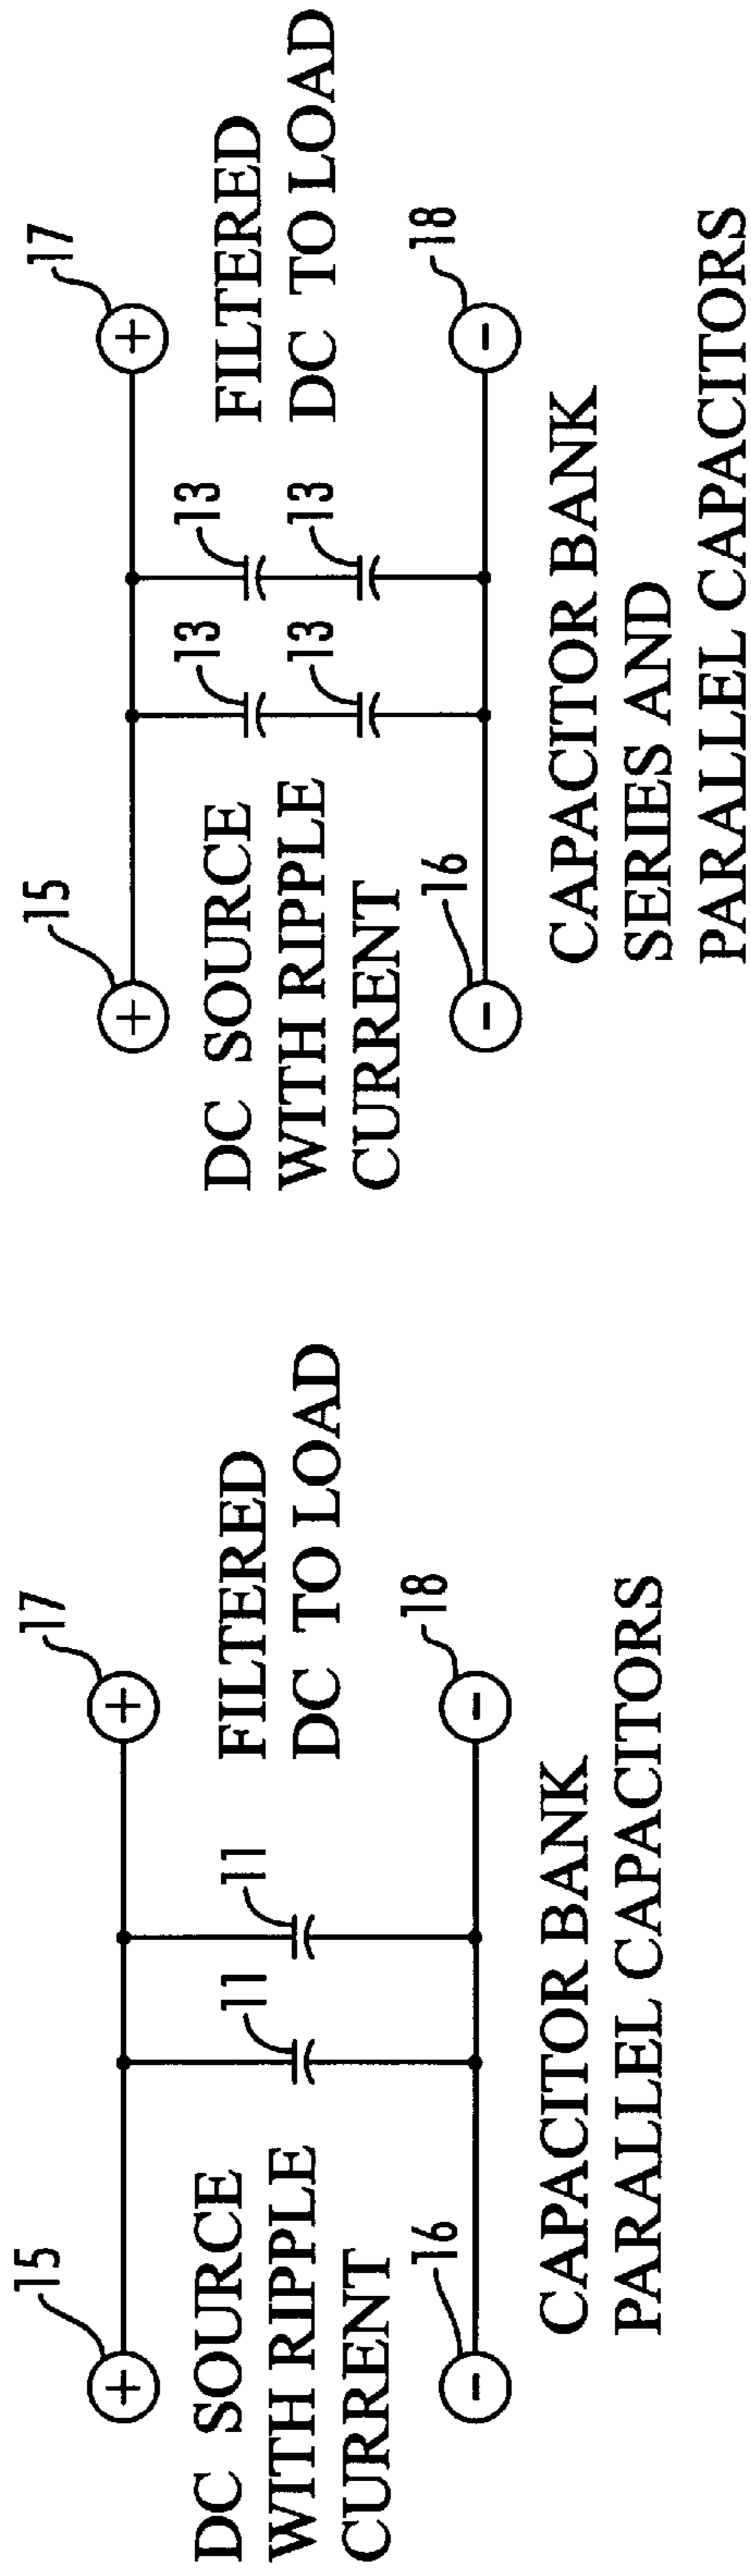 15
+
17
+
DC SOURCE
WITH RIPPLE
CURRENT
11
11
FILTERED
DC TO LOAD
16
-
18
-
CAPACITOR BANK
PARALLEL CAPACITORS
15
+
17
+
DC SOURCE
WITH RIPPLE
CURRENT
13
13
13
13
FILTERED
DC TO LOAD
16
-
18
-
CAPACITOR BANK
SERIES AND
PARALLEL CAPACITORS